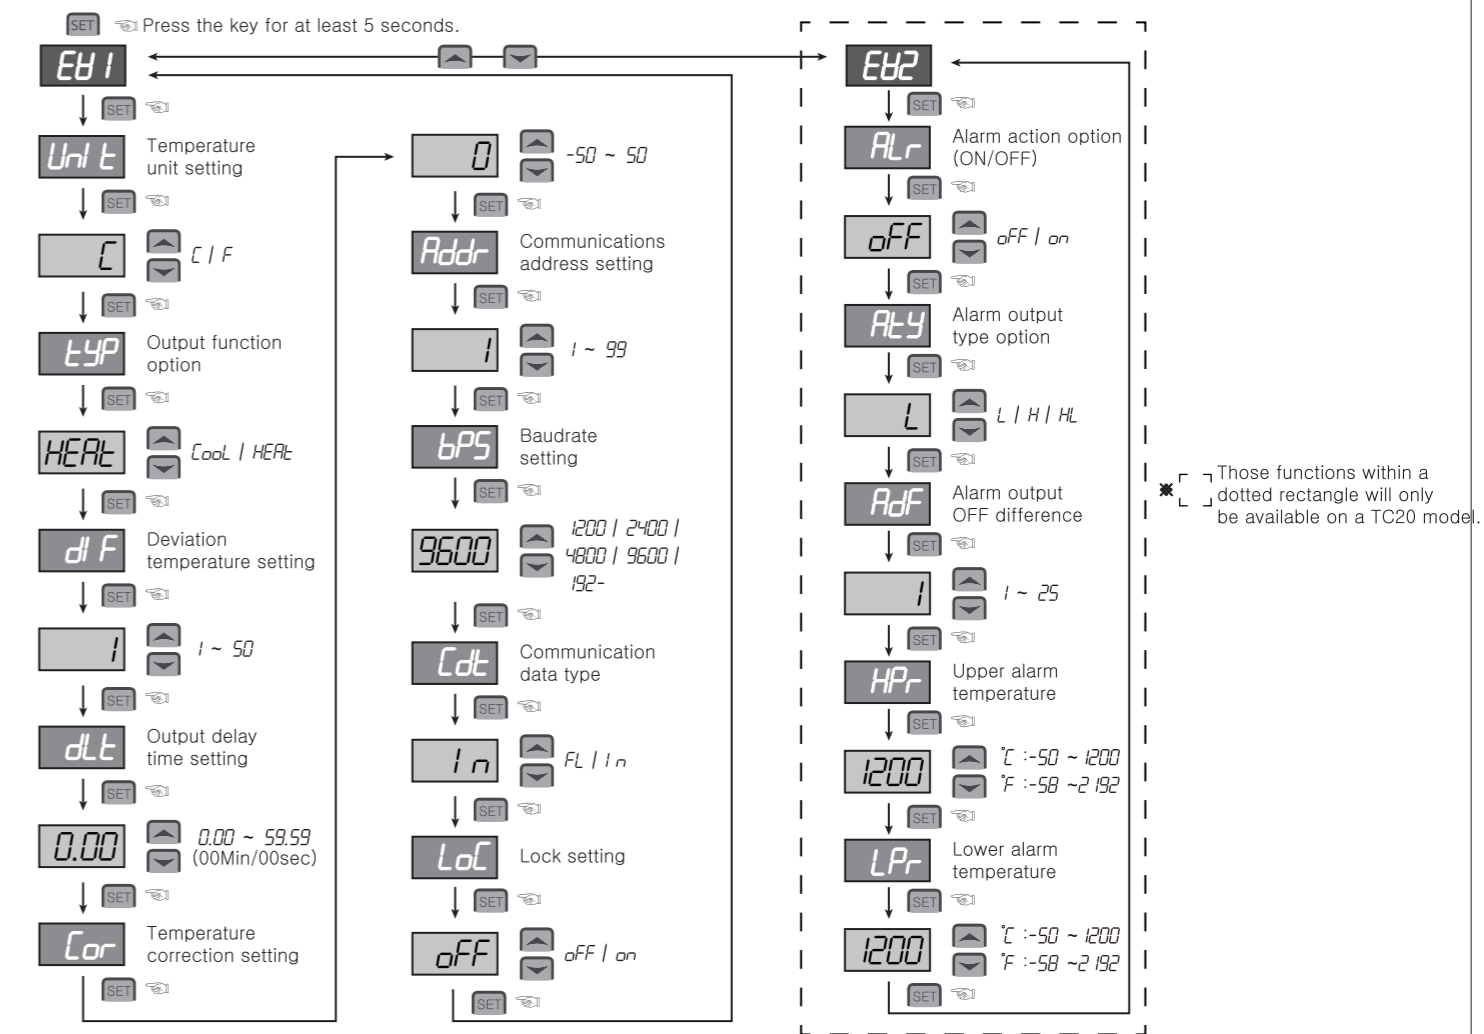 SET Press the key for at least 5 seconds.
EY1
SET
UnIt Temperature
unit setting
SET
C C | F
SET
tyP Output function
option
SET
HEAt CooL | HEAt
SET
dIF Deviation
temperature setting
SET
1 1 ~ 50
SET
dLt Output delay
time setting
SET
0.00 0.00 ~ 59.59
(00Min/00sec)
SET
Cor Temperature
correction setting
SET
0 -50 ~ 50
SET
Addr Communications
address setting
SET
1 1 ~ 99
SET
bPS Baudrate
setting
SET
9600 1200 | 2400 |
4800 | 9600 |
192-
SET
Cdt Communication
data type
SET
In FL | In
SET
LoC Lock setting
SET
oFF oFF | on
SET
EY2
SET
ALr Alarm action option
(ON/OFF)
SET
oFF oFF | on
SET
AtY Alarm output
type option
SET
L L | H | HL
SET
AdF Alarm output
OFF difference
SET
1 1 ~ 25
SET
HPr Upper alarm
temperature
SET
1200 °C :-50 ~1200
°F :-58 ~2192
SET
LPr Lower alarm
temperature
SET
1200 °C :-50 ~1200
°F :-58 ~2192
SET
※ Those functions within a
dotted rectangle will only
be available on a TC20 model.